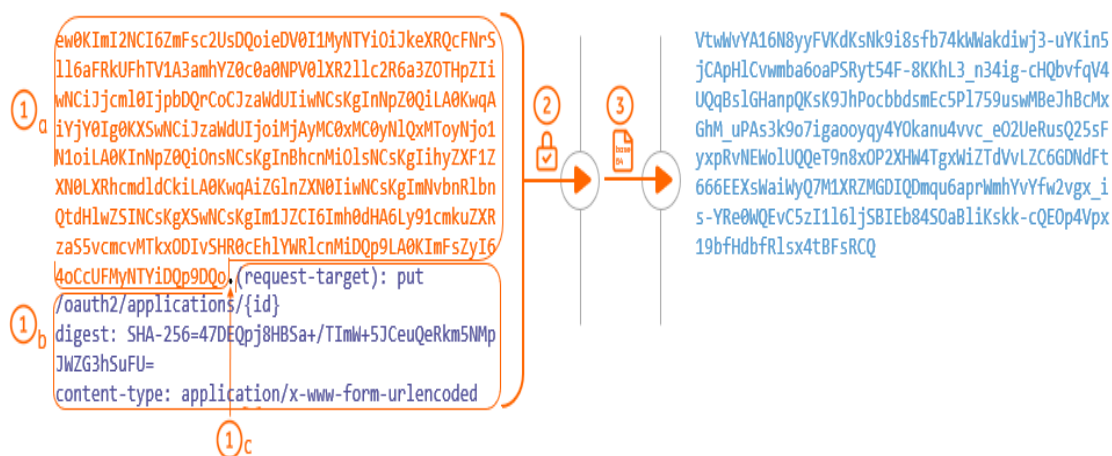 ew0KImI2NCI6ZmFsc2UsDQoieDV0I1MyNTYiOiJkeXRQcFNrS
ll6aFRkUFhTV1A3amhYZ0c0a0NPV0lXR2llc2R6a3ZOTHpZIi
wNCiJjcml0IjpbDQrCoCJzaWdUIiwNCsKgInNpZ0QiLA0KwqA
iYjY0Ig0KXSwNCiJzaWdUIjoiMjAyMC0xMC0yNlQxMToyNjo1
N1oiLA0KInNpZ0QiOnsNCsKgInBhcnMiOlsNCsKgIihyZXF1Z
XN0LXRhcmdldCkiLA0KwqAiZGlnZXN0IiwNCsKgImNvbnRlbn
QtdHlwZSINCsKgXSwNCsKgIm1JZCI6Imh0dHA6Ly91cmkuZXR
zaS5vcmcvMTkxODIvSHR0cEhlYWRlcnMiDQp9LA0KImFsZyI6
4oCcUFMyNTYiDQp9DQo.(request-target): put
/oauth2/applications/{id}
digest: SHA-256=47DEQpj8HBSa+/TImW+5JCeuQeRkm5NMp
JWZG3hSuFU=
content-type: application/x-www-form-urlencoded
1a
1b
1c
2
3
base
64
VtwWvYA16N8yyFVKdKsNk9i8sfb74kWWakdiwj3-uYKin5
jCApHlCvwmba6oaPSRyt54F-8KKhL3_n34ig-cHQbvfqV4
UQqBslGHanpQKsK9JhPocbbdsmEc5Pl759uswMBeJhBcMx
GhM_uPAs3k9o7igaooyqy4YOkanu4vvc_eO2UeRusQ25sF
yxpRvNEWolUQQeT9n8xOP2XHW4TgxWiZTdVvLZC6GDNdFt
666EEXsWaiWyQ7M1XRZMGDIQDmqu6aprWmhYvYfw2vgx_i
s-YRe0WQEvC5zI1l6ljSBIEb84SOaBliKskk-cQEOp4Vpx
19bfHdbfRlsx4tBFsRCQ